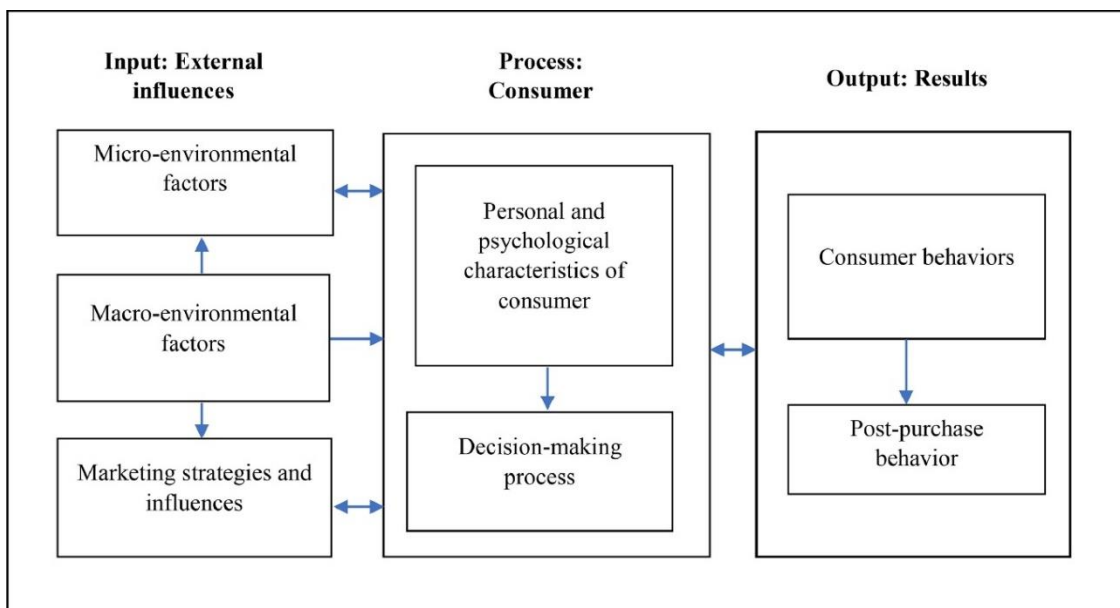 Input: External
influences
Process:
Consumer
Output: Results
Micro-environmental
factors
Macro-environmental
factors
Marketing strategies and
influences
Personal and
psychological
characteristics of
consumer
Decision-making
process
Consumer behaviors
Post-purchase
behavior